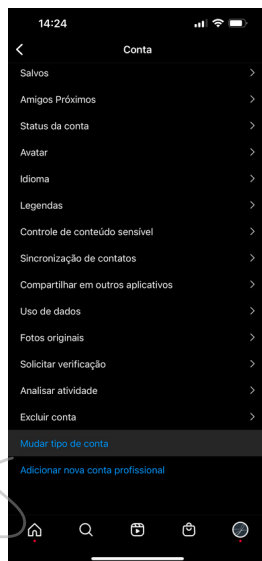 14:24
Conta
Salvos
Amigos Próximos
Status da conta
Avatar
Idioma
Legendas
Controle de conteúdo sensível
Sincronização de contatos
Compartilhar em outros aplicativos
Uso de dados
Fotos originais
Solicitar verificação
Analisar atividade
Excluir conta
Mudar tipo de conta
Adicionar nova conta profissional